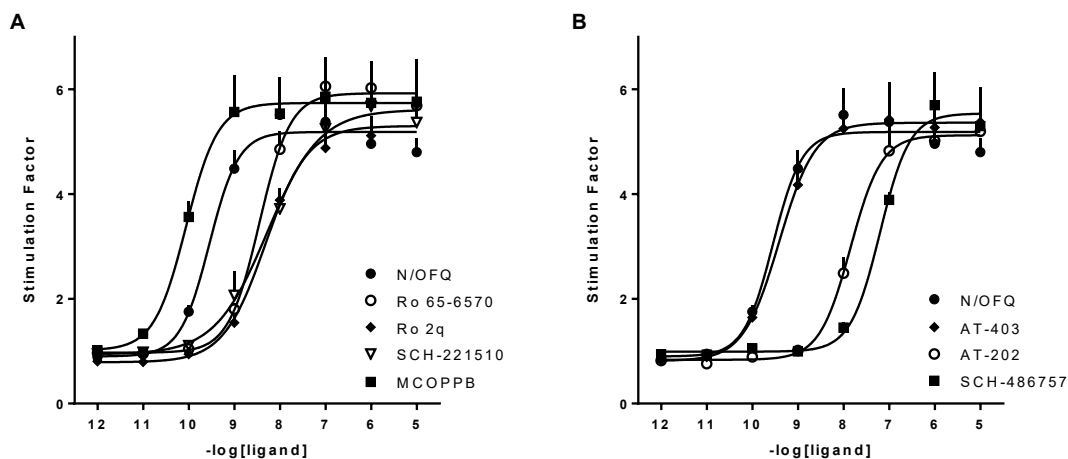 A
Stimulation Factor
6
4
2
0
12 11 10 9 8 7 6 5
-log[ligand]
N/OFQ
Ro 65-6570
Ro 2q
SCH-221510
MCOPPB
B
Stimulation Factor
6
4
2
0
12 11 10 9 8 7 6 5
-log[ligand]
N/OFQ
AT-403
AT-202
SCH-486757